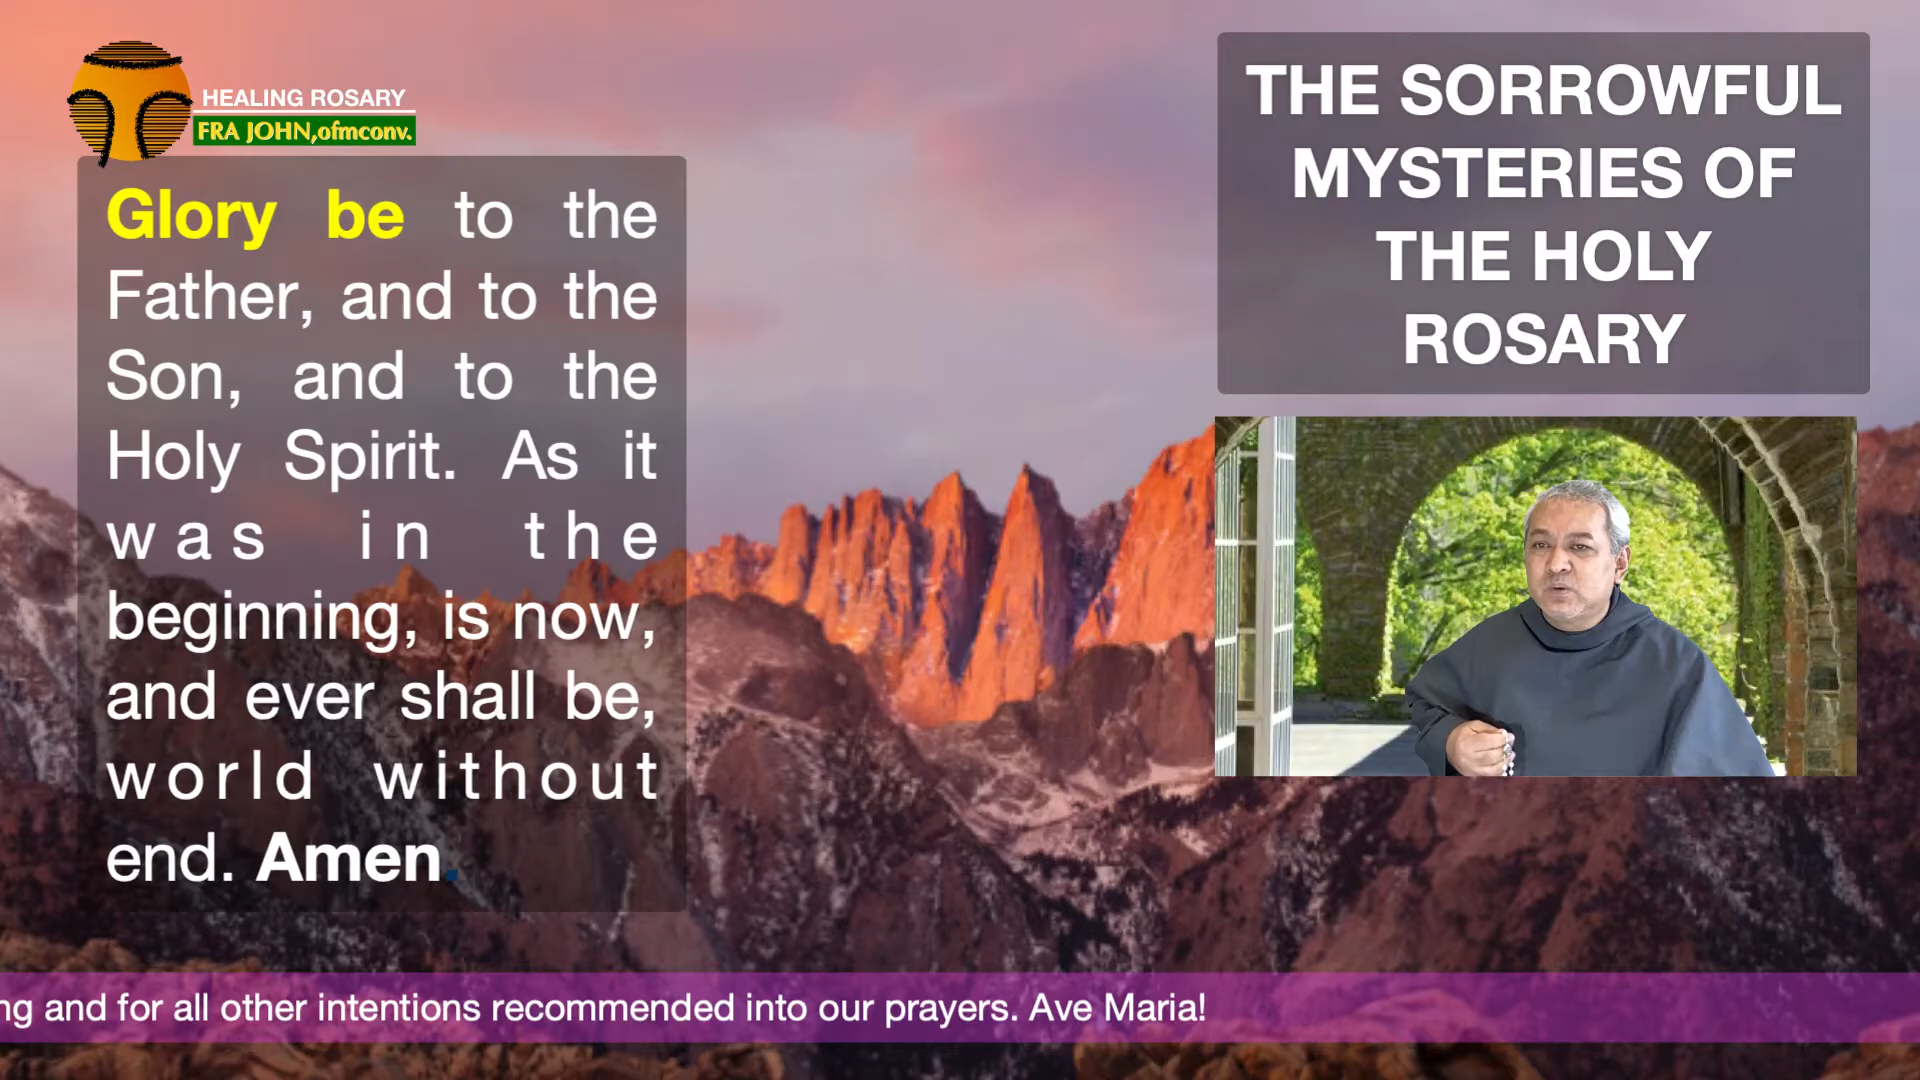 HEALING ROSARY
FRA JOHN,ofmconv.
Glory be to the
Father, and to the
Son, and to the
Holy Spirit. As it
was in the
beginning, is now,
and ever shall be,
world without
end. Amen.
THE SORROWFUL
MYSTERIES OF
THE HOLY
ROSARY
ng and for all other intentions recommended into our prayers. Ave Maria!